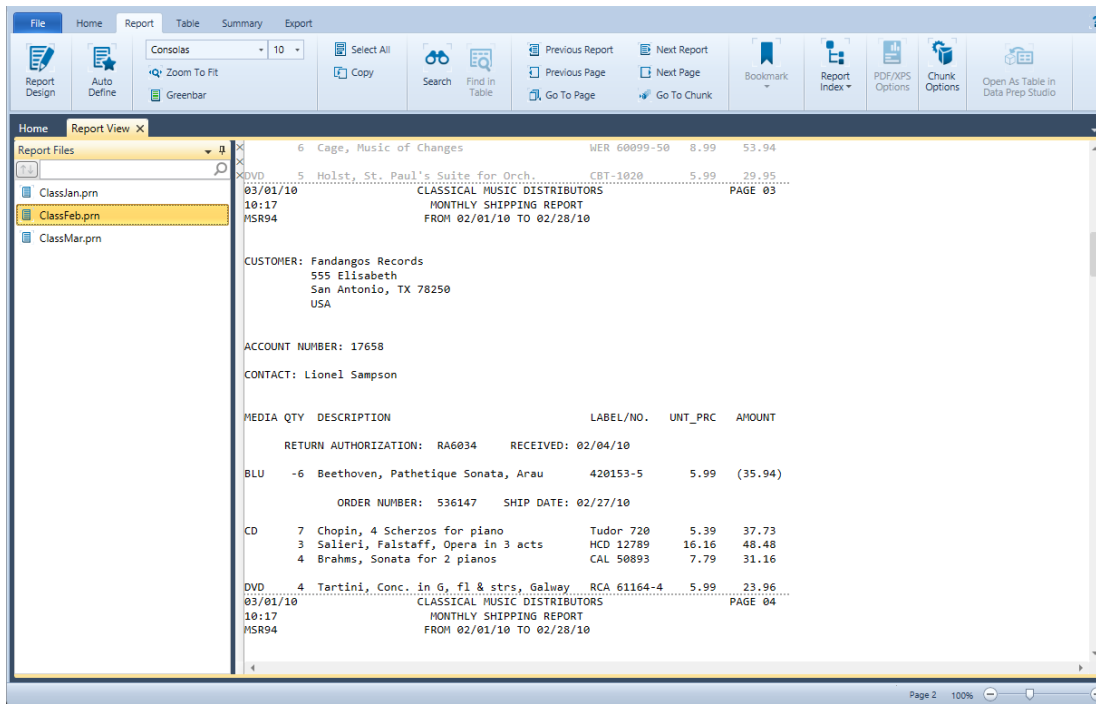 File Home Report Table Summary Export
Report Design
Auto Define
Consolas 10
Zoom To Fit
Greenbar
Select All
Copy
Search
Find in Table
Previous Report
Previous Page
Go To Page
Next Report
Next Page
Go To Chunk
Bookmark
Report Index
PDF/XPS Options
Chunk Options
Open As Table in Data Prep Studio
Home Report View
Report Files
ClassJan.prn
ClassFeb.prn
ClassMar.prn
6 Cage, Music of Changes WER 60099-50 8.99 53.94
DVD 5 Holst, St. Paul's Suite for Orch. CBT-1020 5.99 29.95
03/01/10 CLASSICAL MUSIC DISTRIBUTORS PAGE 03
10:17 MONTHLY SHIPPING REPORT
MSR94 FROM 02/01/10 TO 02/28/10
CUSTOMER: Fandangos Records
555 Elisabeth
San Antonio, TX 78250
USA
ACCOUNT NUMBER: 17658
CONTACT: Lionel Sampson
MEDIA QTY DESCRIPTION LABEL/NO. UNT_PRC AMOUNT
RETURN AUTHORIZATION: RA6034 RECEIVED: 02/04/10
BLU -6 Beethoven, Pathetique Sonata, Arau 420153-5 5.99 (35.94)
ORDER NUMBER: 536147 SHIP DATE: 02/27/10
CD 7 Chopin, 4 Scherzos for piano Tudor 720 5.39 37.73
3 Salieri, Falstaff, Opera in 3 acts HCD 12789 16.16 48.48
4 Brahms, Sonata for 2 pianos CAL 50893 7.79 31.16
DVD 4 Tartini, Conc. in G, fl & strs, Galway RCA 61164-4 5.99 23.96
03/01/10 CLASSICAL MUSIC DISTRIBUTORS PAGE 04
10:17 MONTHLY SHIPPING REPORT
MSR94 FROM 02/01/10 TO 02/28/10
Page 2 100%